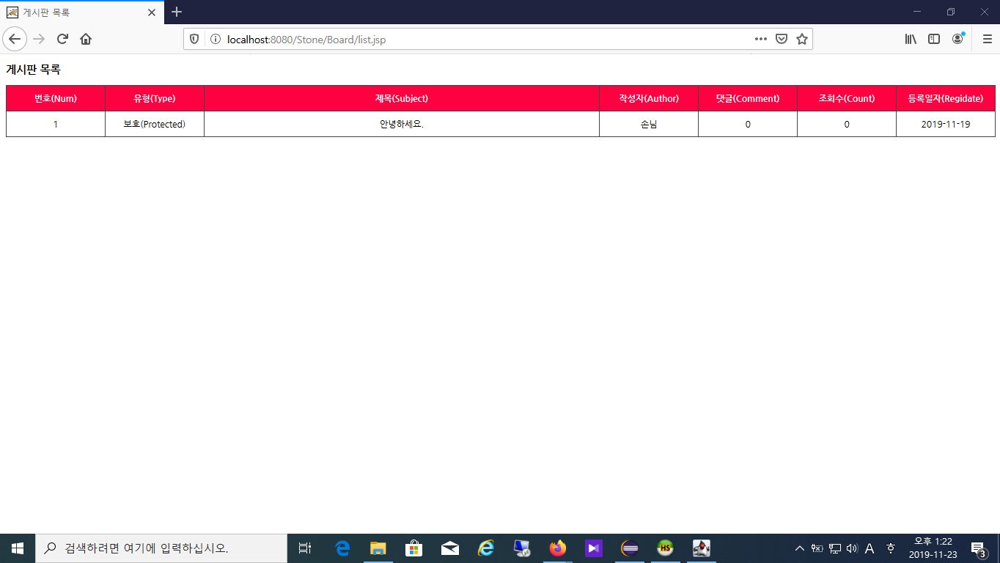 게시판 목록
localhost:8080/Stone/Board/list.jsp
게시판 목록
번호(Num) 유형(Type) 제목(Subject) 작성자(Author) 댓글(Comment) 조회수(Count) 등록일자(Regidate)
1 보호(Protected) 안녕하세요. 손님 0 0 2019-11-19
검색하려면 여기에 입력하십시오.
HS
A 후 오후 1:22
2019-11-23
3